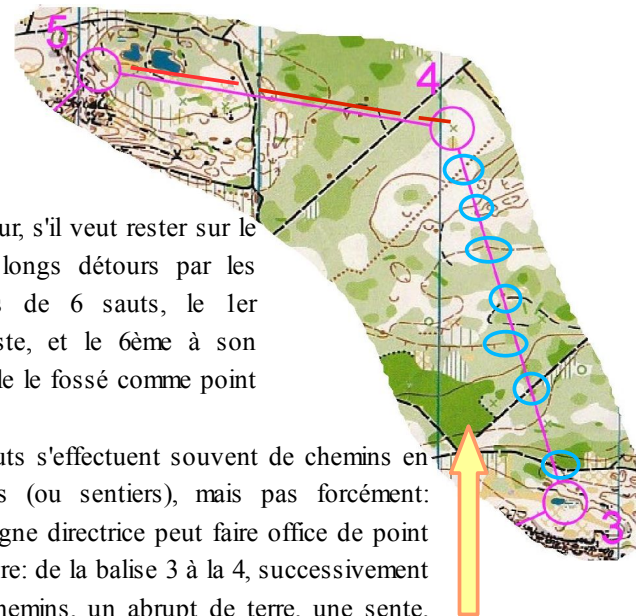 5
4
ur, s'il veut rester sur le
longs détours par les
s de 6 sauts, le 1er
ste, et le 6ème à son
le le fossé comme point
uts s'effectuent souvent de chemins en
s (ou sentiers), mais pas forcément:
igne directrice peut faire office de point
3
re: de la balise 3 à la 4, successivement
hemins, un abrupt de terre, une sente,